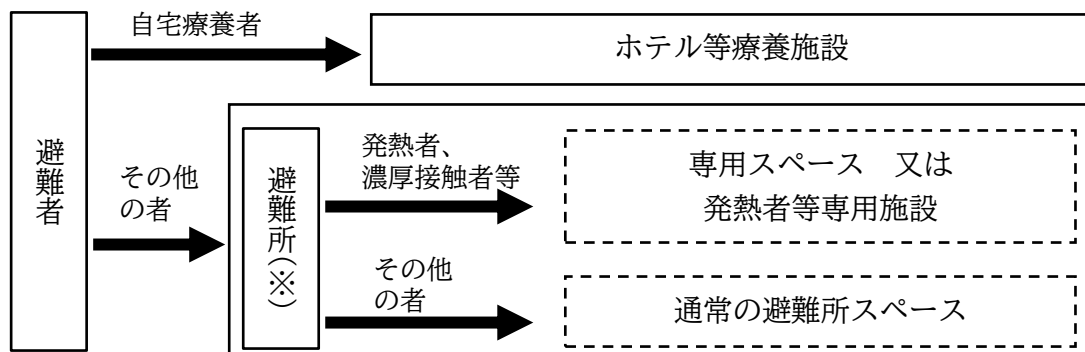 避難者
自宅療養者
ホテル等療養施設
その他
の者
避難所(※)
発熱者、
濃厚接触者等
専用スペース　又は
発熱者等専用施設
その他
の者
通常の避難所スペース